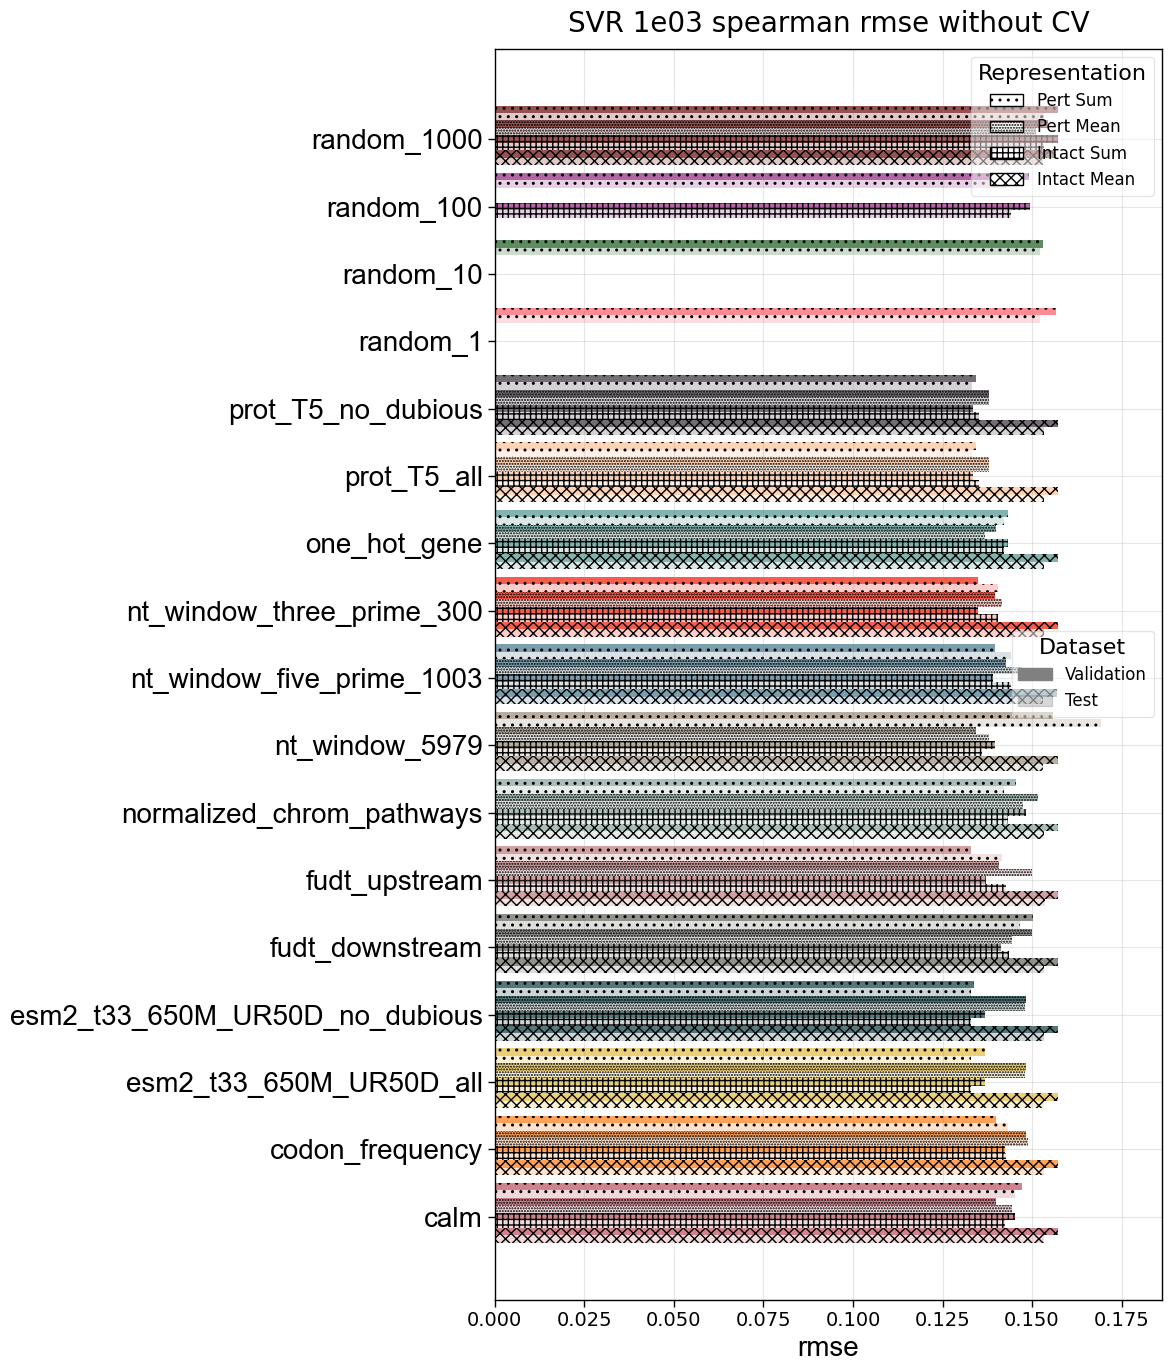 SVR 1e03 spearman rmse without CV
Representation
Pert Sum
Pert Mean
Intact Sum
Intact Mean
random_1000
random_100
random_10
random_1
prot_T5_no_dubious
prot_T5_all
one_hot_gene
nt_window_three_prime_300
nt_window_five_prime_1003
Dataset
Validation
Test
nt_window_5979
normalized_chrom_pathways
fudt_upstream
fudt_downstream
esm2_t33_650M_UR50D_no_dubious
esm2_t33_650M_UR50D_all
codon_frequency
calm
0.000 0.025 0.050 0.075 0.100 0.125 0.150 0.175
rmse